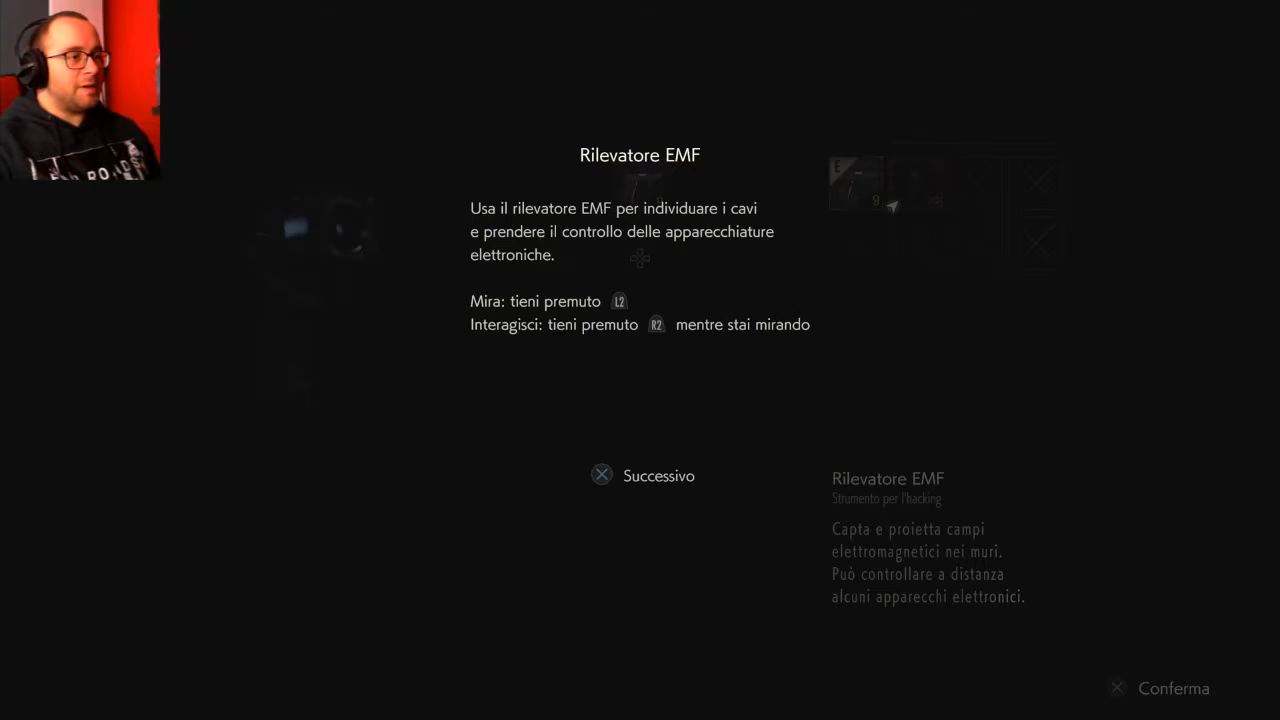 Rilevatore EMF
Usa il rilevatore EMF per individuare i cavi
e prendere il controllo delle apparecchiature
elettroniche.
Mira: tieni premuto L2
Interagisci: tieni premuto R2 mentre stai mirando
Successivo
E
9
Rilevatore EMF
Strumento per l'hacking
Capta e proietta campi
elettromagnetici nei muri.
Può controllare a distanza
alcuni apparecchi elettronici.
Conferma